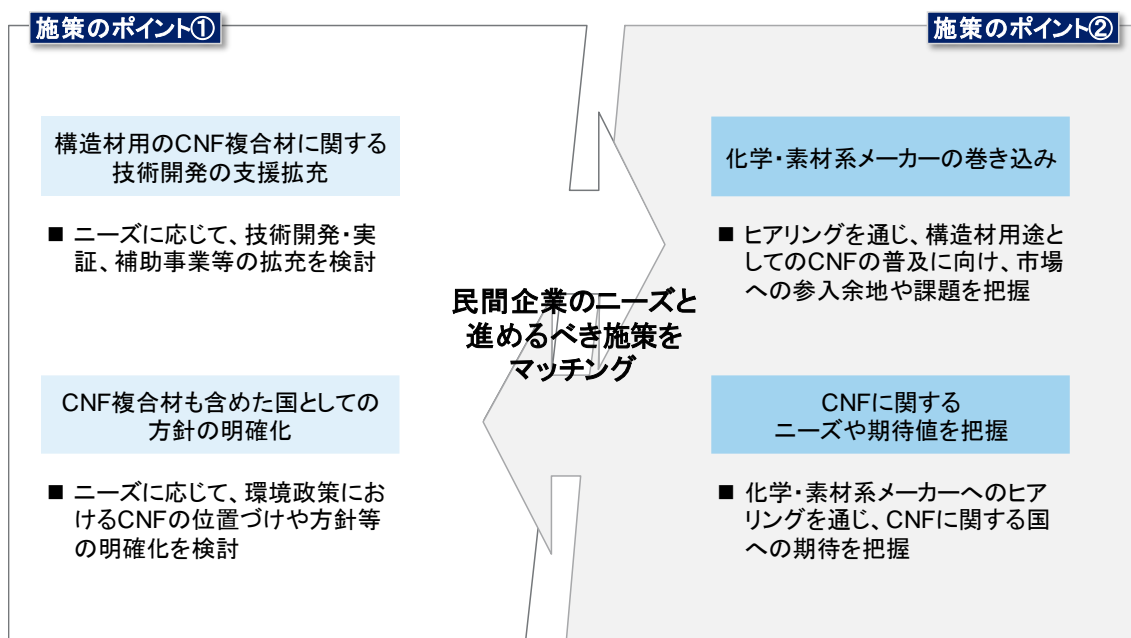 施策のポイント①
構造材用のCNF複合材に関する
技術開発の支援拡充
■ ニーズに応じて、技術開発・実
証、補助事業等の拡充を検討
CNF複合材も含めた国としての
方針の明確化
■ ニーズに応じて、環境政策にお
けるCNFの位置づけや方針等
の明確化を検討
民間企業のニーズと
進めるべき施策を
マッチング
施策のポイント②
化学・素材系メーカーの巻き込み
■ ヒアリングを通じ、構造材用途と
してのCNFの普及に向け、市場
への参入余地や課題を把握
CNFに関する
ニーズや期待値を把握
■ 化学・素材系メーカーへのヒア
リングを通じ、CNFに関する国
への期待を把握